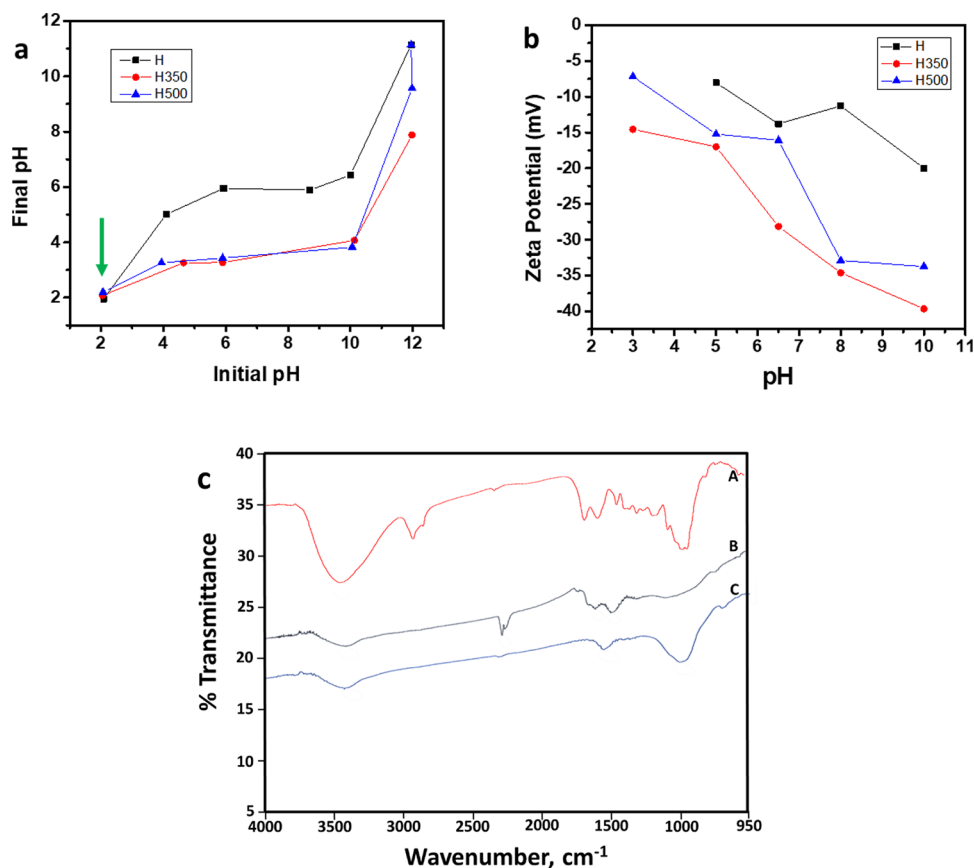 a
H
H350
H500
12
10
8
6
4
2
Final pH
2
4
6
8
10
12
Initial pH
b
H
H350
H500
0
-5
-10
-15
-20
-25
-30
-35
-40
Zeta Potential (mV)
2
3
4
5
6
7
8
9
10
11
pH
c
A
B
C
40
35
30
25
20
15
10
5
% Transmittance
4000
3000
2500
2000
1500
1000
950
Wavenumber, cm⁻¹